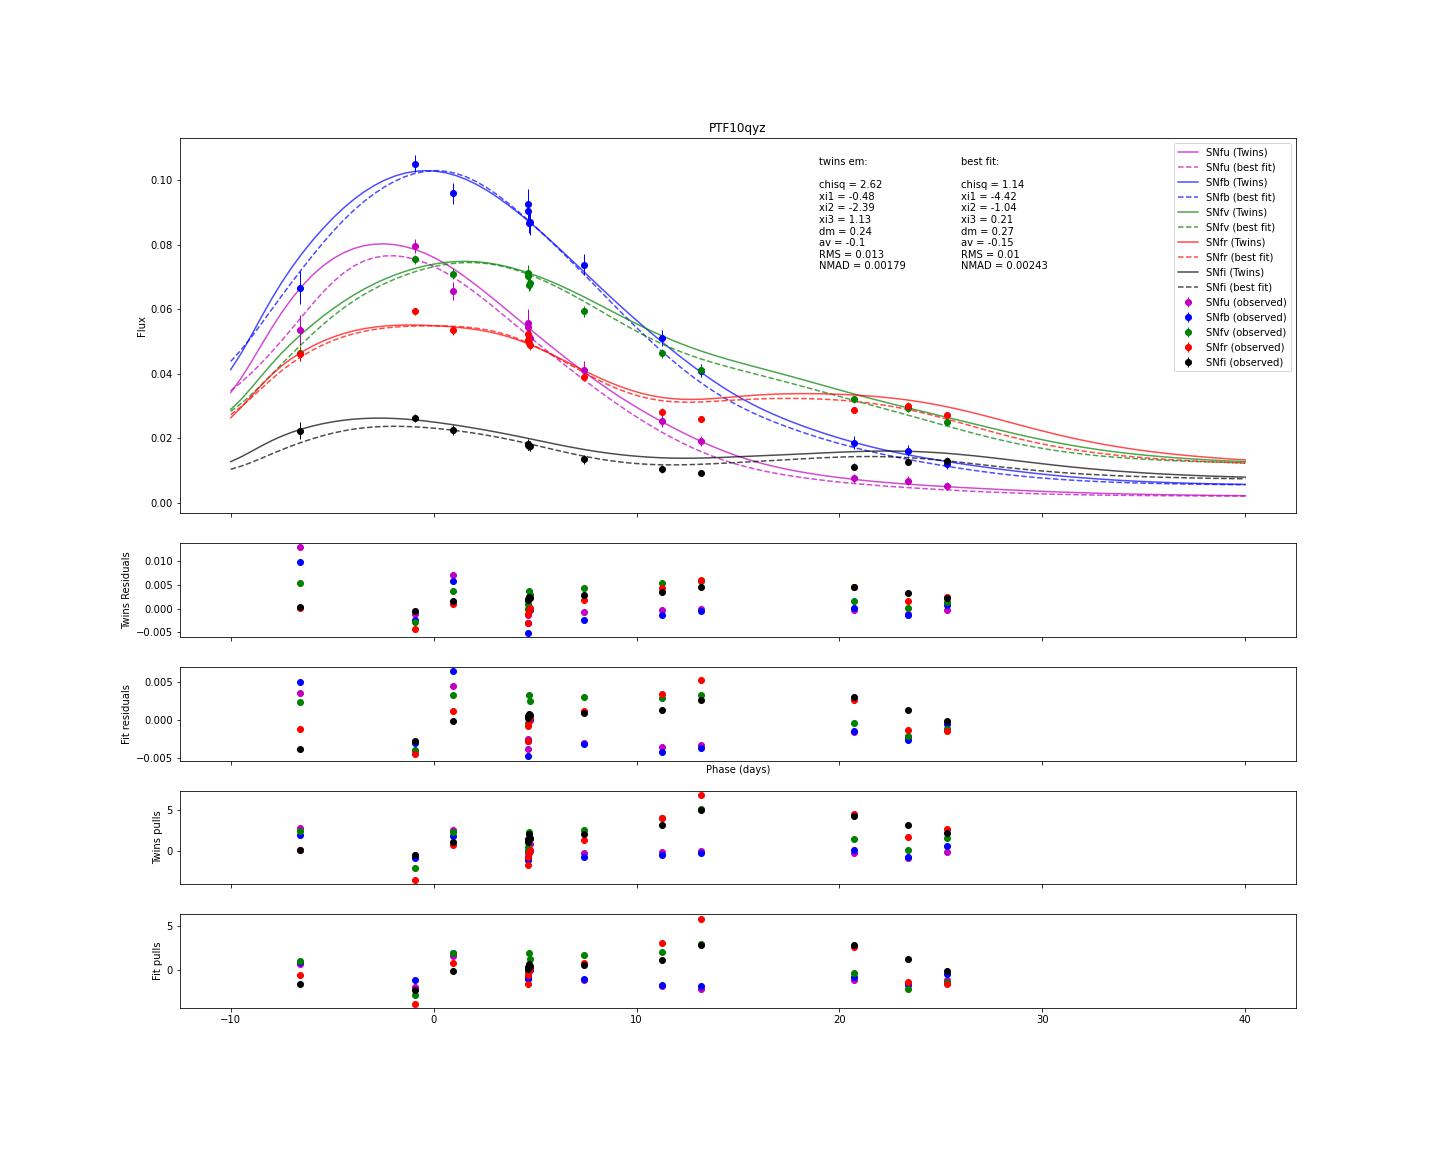 PTF10qyz
Flux
0.10
0.08
0.06
0.04
0.02
0.00
twins em:
chisq = 2.62
xi1 = -0.48
xi2 = -2.39
xi3 = 1.13
dm = 0.24
av = -0.1
RMS = 0.013
NMAD = 0.00179
best fit:
chisq = 1.14
xi1 = -4.42
xi2 = -1.04
xi3 = 0.21
dm = 0.27
av = -0.15
RMS = 0.01
NMAD = 0.00243
SNfu (Twins)
SNfu (best fit)
SNfb (Twins)
SNfb (best fit)
SNfv (Twins)
SNfv (best fit)
SNfr (Twins)
SNfr (best fit)
SNfi (Twins)
SNfi (best fit)
SNfu (observed)
SNfb (observed)
SNfv (observed)
SNfr (observed)
SNfi (observed)
Twins Residuals
0.010
0.005
0.000
−0.005
Fit residuals
0.005
0.000
−0.005
Phase (days)
Twins pulls
5
0
Fit pulls
5
0
−10
0
10
20
30
40